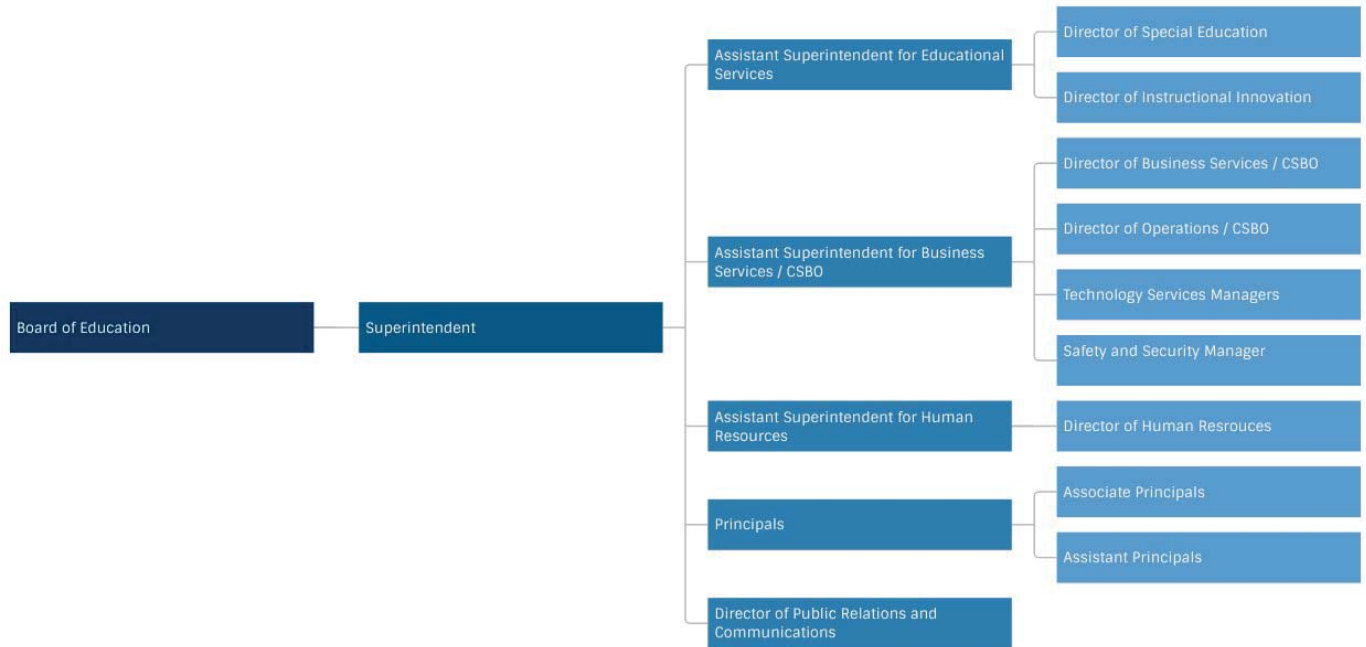 Board of Education
Superintendent
Assistant Superintendent for Educational
Services
Director of Special Education
Director of Instructional Innovation
Assistant Superintendent for Business
Services / CSBO
Director of Business Services / CSBO
Director of Operations / CSBO
Technology Services Managers
Safety and Security Manager
Assistant Superintendent for Human
Resources
Director of Human Resrouces
Principals
Associate Principals
Assistant Principals
Director of Public Relations and
Communications